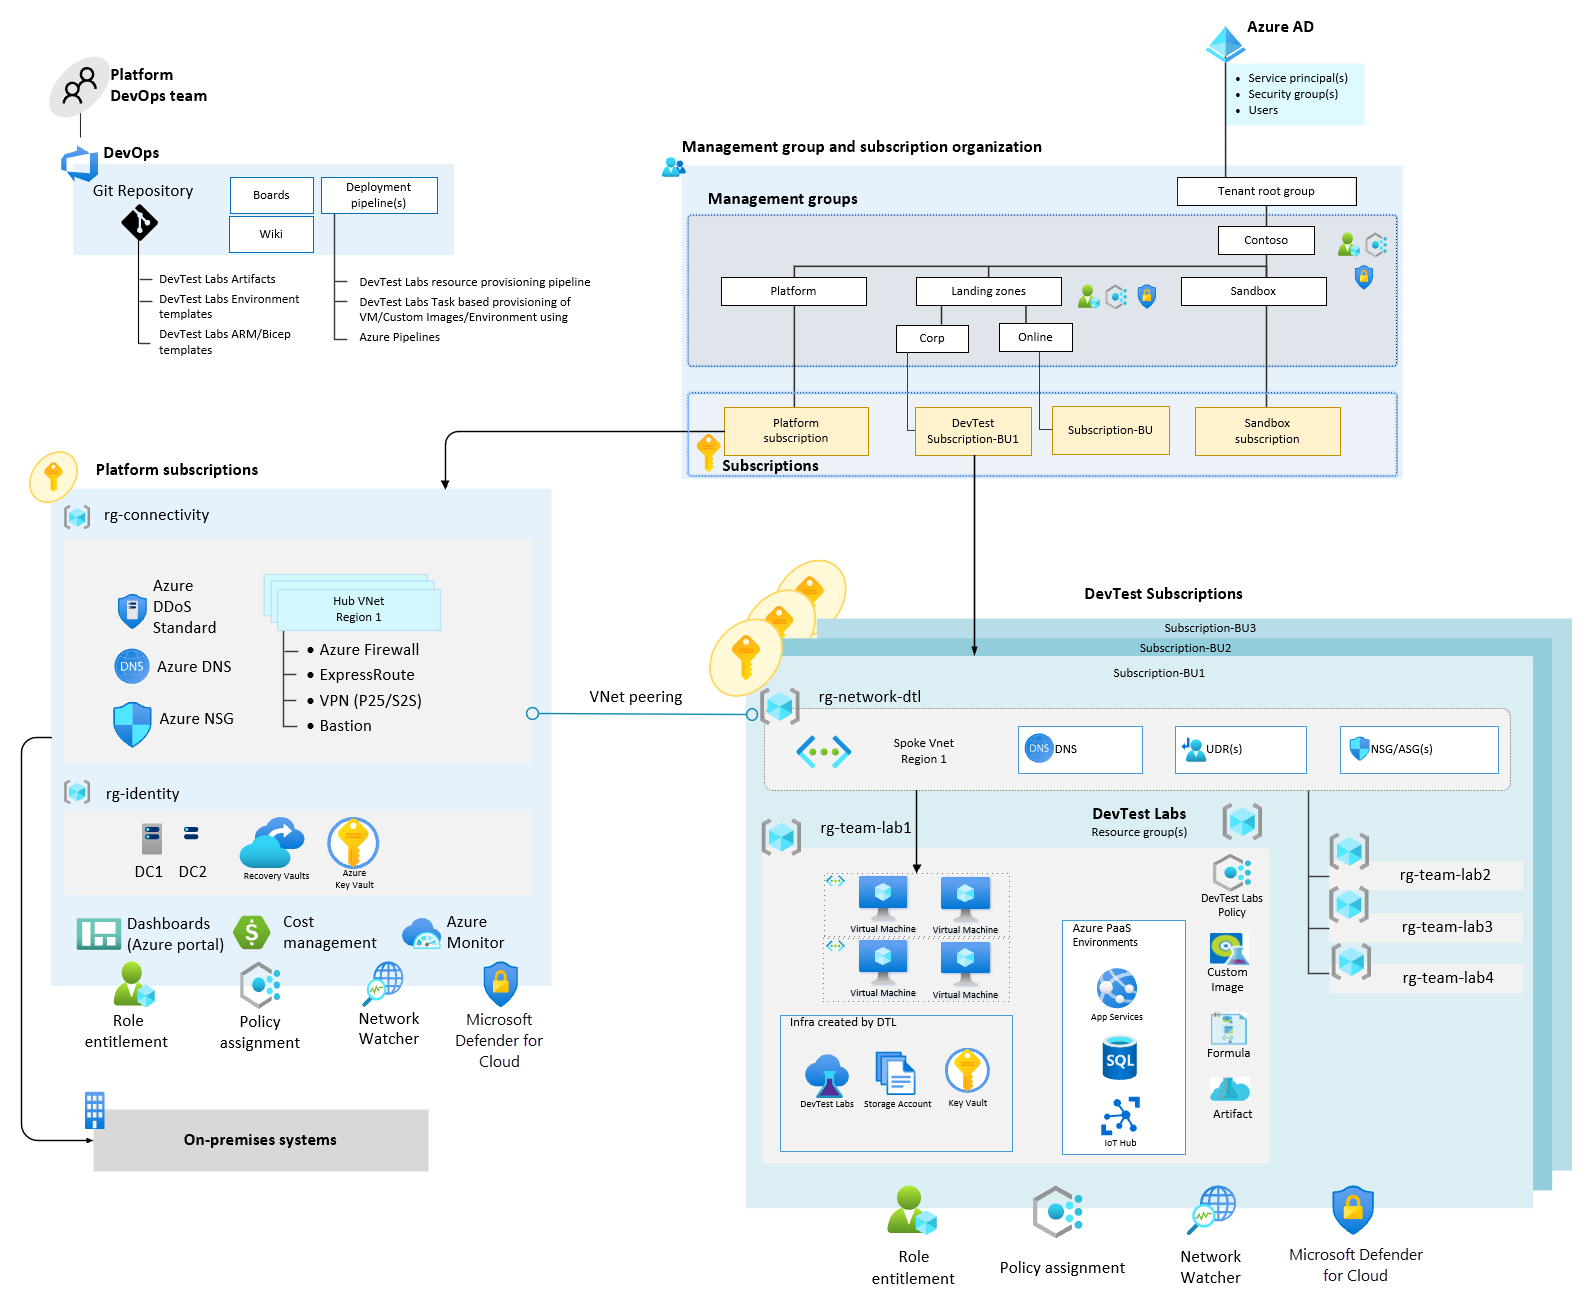 Azure AD
• Service principal(s)
• Security group(s)
• Users
Platform
DevOps team
DevOps
Git Repository
Boards
Wiki
Deployment
pipeline(s)
DevTest Labs Artifacts
DevTest Labs Environment
templates
DevTest Labs ARM/Bicep
templates
DevTest Labs resource provisioning pipeline
DevTest Labs Task based provisioning of
VM/Custom Images/Environment using
Azure Pipelines
Management group and subscription organization
Management groups
Tenant root group
Contoso
Platform
Landing zones
Sandbox
Corp
Online
Platform
subscription
DevTest
Subscription-BU1
Subscription-BU
Sandbox
subscription
Subscriptions
Platform subscriptions
rg-connectivity
Azure
DDoS
Standard
DNS
Azure DNS
Azure NSG
Hub VNet
Region 1
• Azure Firewall
• ExpressRoute
• VPN (P25/S2S)
• Bastion
rg-identity
DC1
DC2
Recovery Vaults
Azure
Key Vault
Dashboards
(Azure portal)
Cost
management
Azure
Monitor
Role
entitlement
Policy
assignment
Network
Watcher
Microsoft
Defender for
Cloud
On-premises systems
VNet peering
DevTest Subscriptions
Subscription-BU3
Subscription-BU2
Subscription-BU1
rg-network-dtl
Spoke Vnet
Region 1
DNS
DNS
UDR(s)
NSG/ASG(s)
rg-team-lab1
DevTest Labs
Resource group(s)
Virtual Machine
Virtual Machine
Virtual Machine
Virtual Machine
Infra created by DTL
DevTest Labs
Storage Account
Key Vault
Azure PaaS
Environments
App Services
SQL
IoT Hub
DevTest Labs
Policy
Custom
Image
Formula
Artifact
rg-team-lab2
rg-team-lab3
rg-team-lab4
Role
entitlement
Policy assignment
Network
Watcher
Microsoft Defender
for Cloud